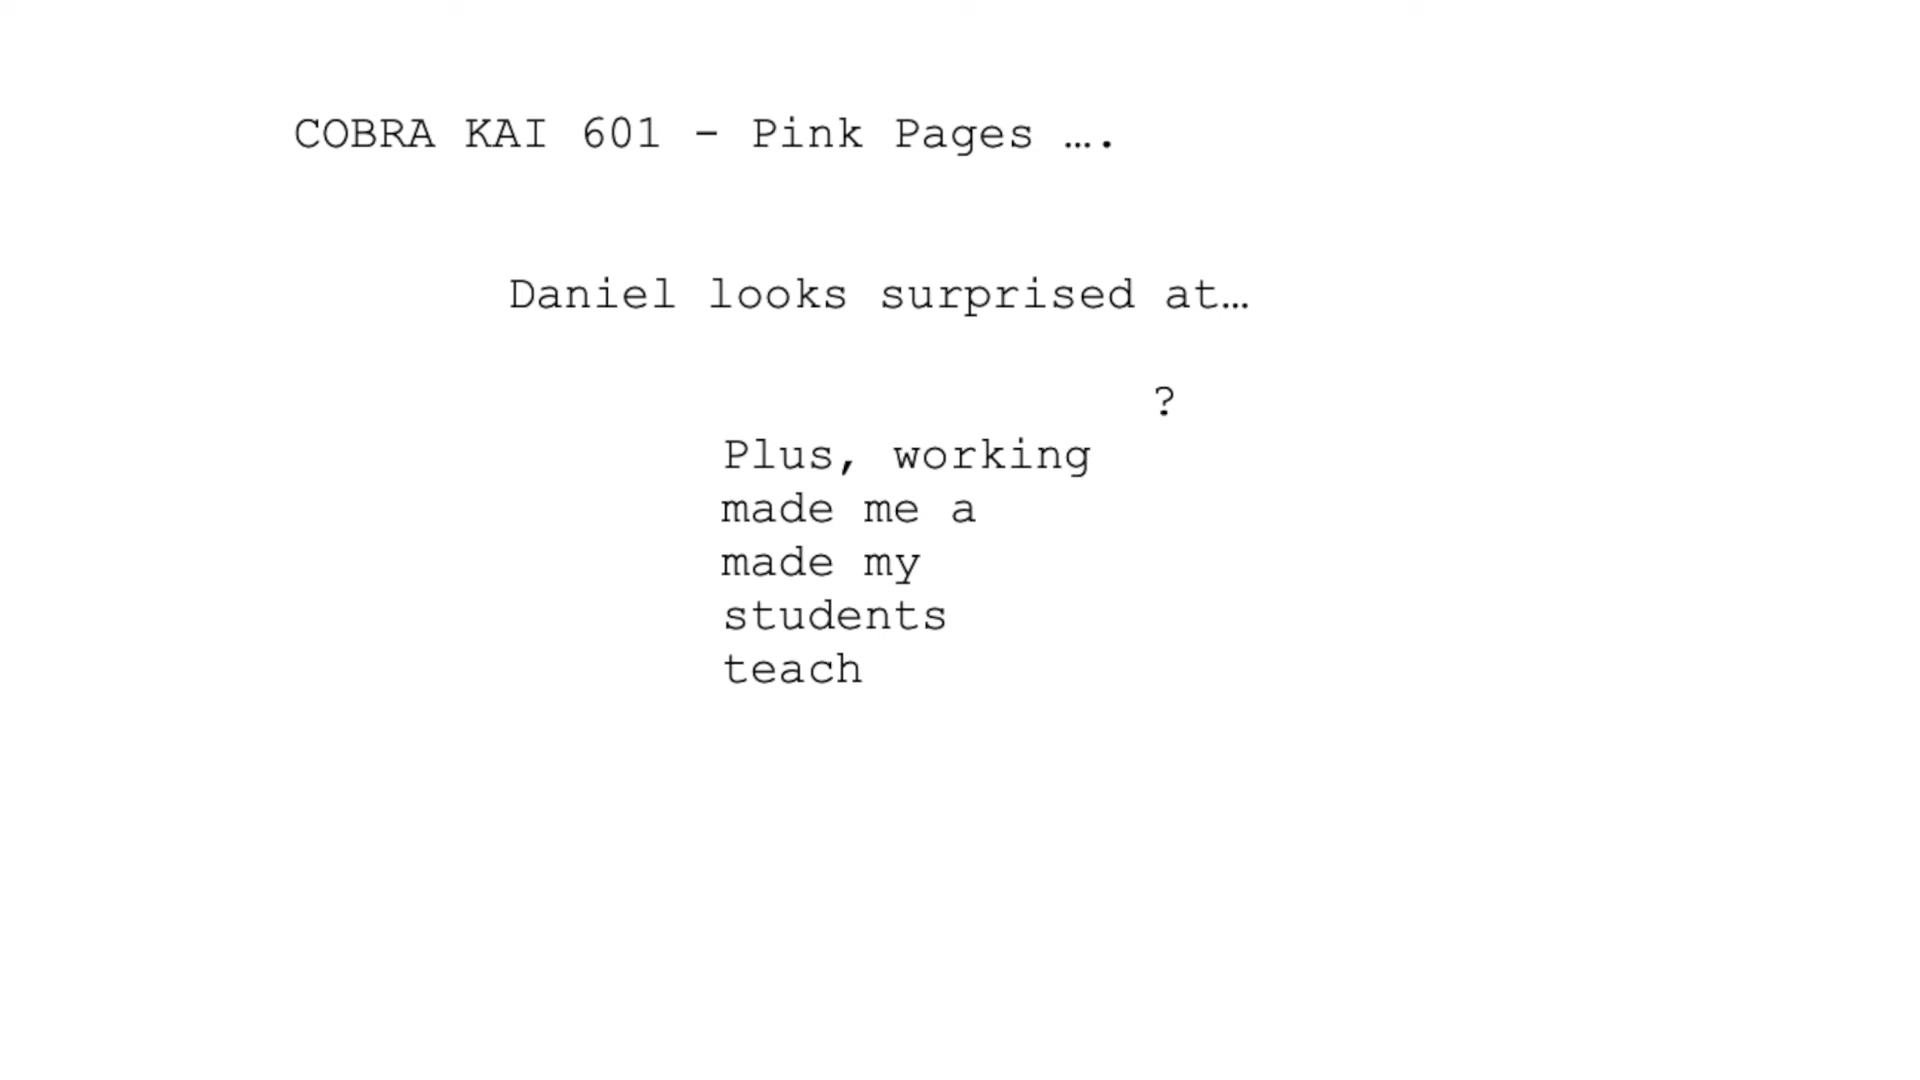 COBRA KAI 601 - Pink Pages ….
Daniel looks surprised at…
?
Plus, working
made me a
made my
students
teach